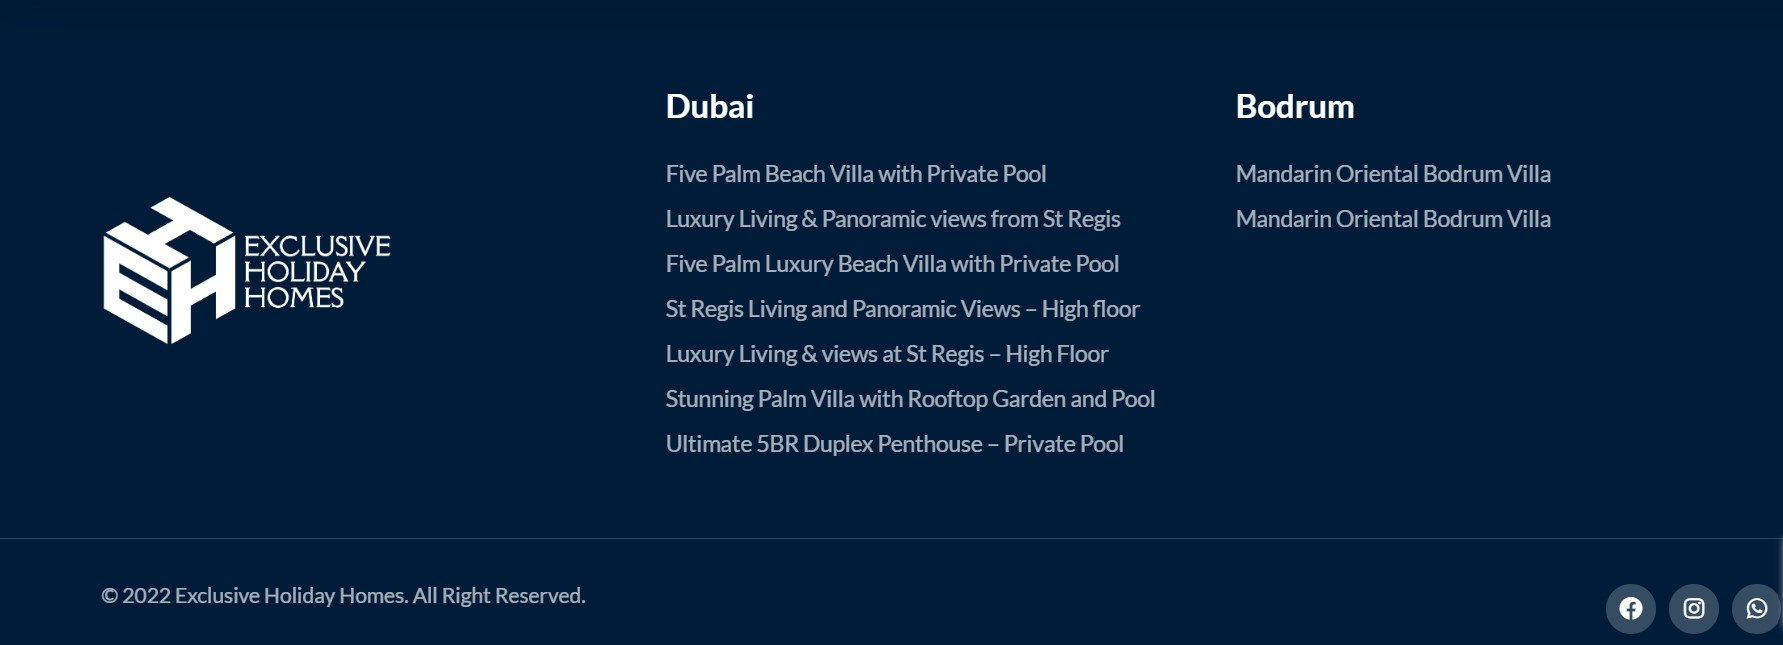 EXCLUSIVE
HOLIDAY
HOMES
Dubai
Five Palm Beach Villa with Private Pool
Luxury Living & Panoramic views from St Regis
Five Palm Luxury Beach Villa with Private Pool
St Regis Living and Panoramic Views – High floor
Luxury Living & views at St Regis – High Floor
Stunning Palm Villa with Rooftop Garden and Pool
Ultimate 5BR Duplex Penthouse – Private Pool
Bodrum
Mandarin Oriental Bodrum Villa
Mandarin Oriental Bodrum Villa
© 2022 Exclusive Holiday Homes. All Right Reserved.